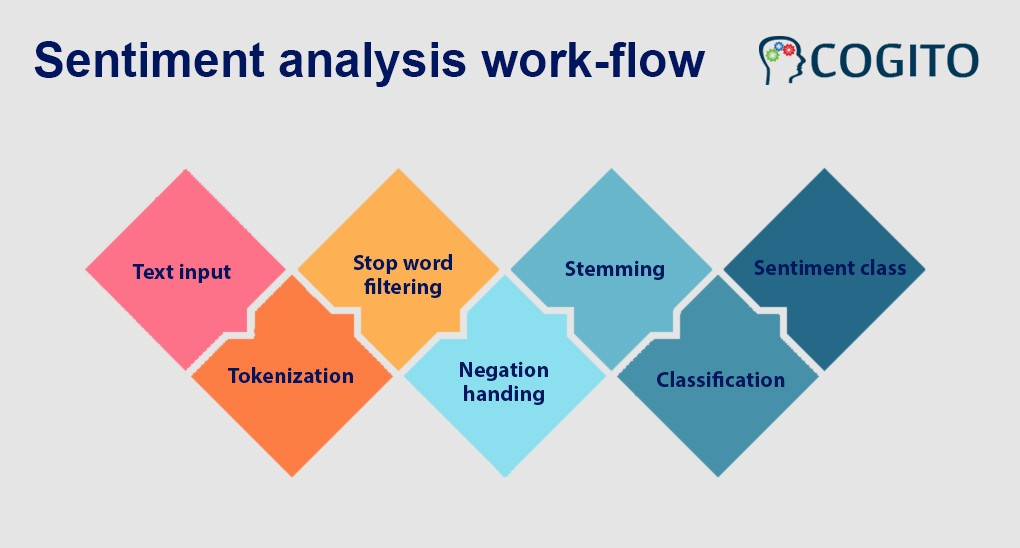 Sentiment analysis work-flow
COGITO
Text input
Tokenization
Stop word
filtering
Negation
handing
Stemming
Classification
Sentiment class